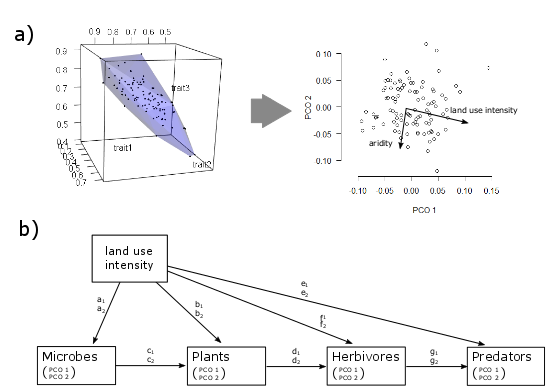 a)
0.9 0.8 0.7 0.6 0.5
0.9
0.8
0.7
0.6
0.5
0.4
0.7
trait1
trait2
trait3
PCO 2
0.10
0.05
0.00
-0.05
0.10
land use intensity
aridity
-0.10 -0.05 0.00 0.05 0.10 0.15
PCO 1
b)
land use
intensity
a1
a2
b1
b2
e1
e2
f1
f2
Microbes
(PCO 1
PCO 2)
c1
c2
Plants
(PCO 1
PCO 2)
d1
d2
Herbivores
(PCO 1
PCO 2)
g1
g2
Predators
(PCO 1
PCO 2)